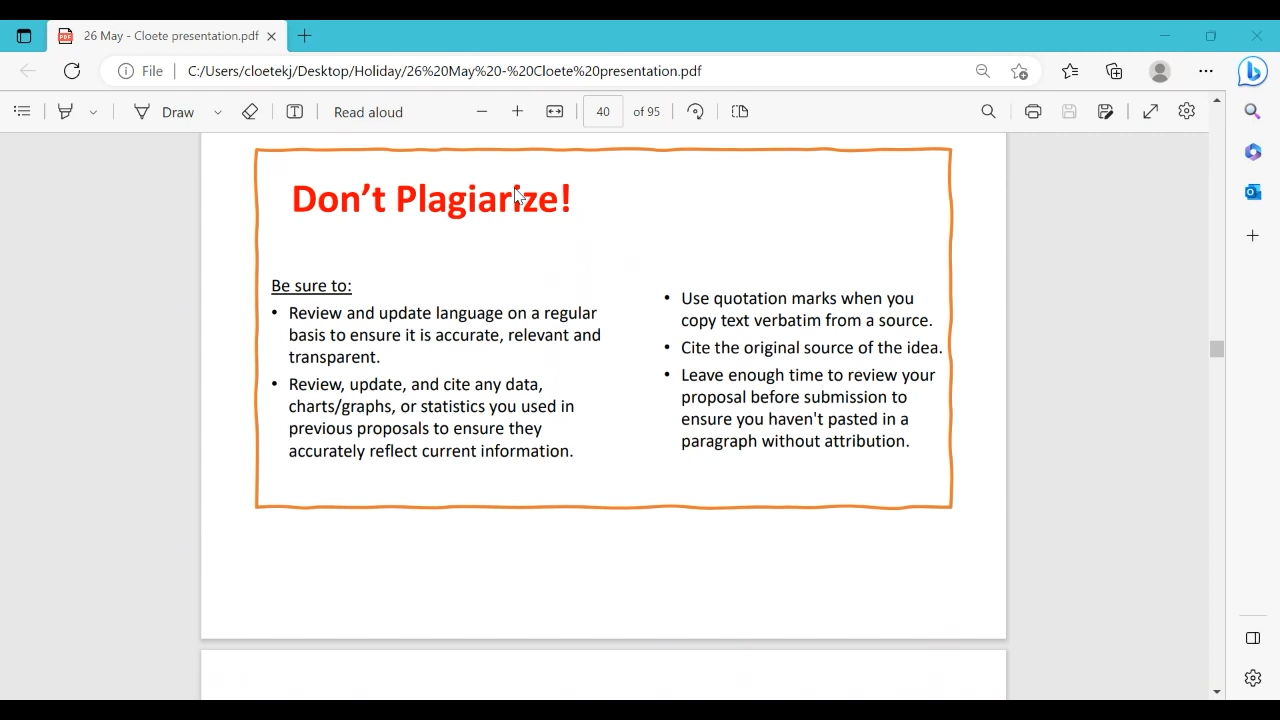 26 May - Cloete presentation.pdf
File
C:/Users/cloetekj/Desktop/Holiday/26%20May%20-%20Cloete%20presentation.pdf
Draw
Read aloud
40
of 95
Don’t Plagiarize!
Be sure to:
• Review and update language on a regular
basis to ensure it is accurate, relevant and
transparent.
• Review, update, and cite any data,
charts/graphs, or statistics you used in
previous proposals to ensure they
accurately reflect current information.
• Use quotation marks when you
copy text verbatim from a source.
• Cite the original source of the idea.
• Leave enough time to review your
proposal before submission to
ensure you haven't pasted in a
paragraph without attribution.